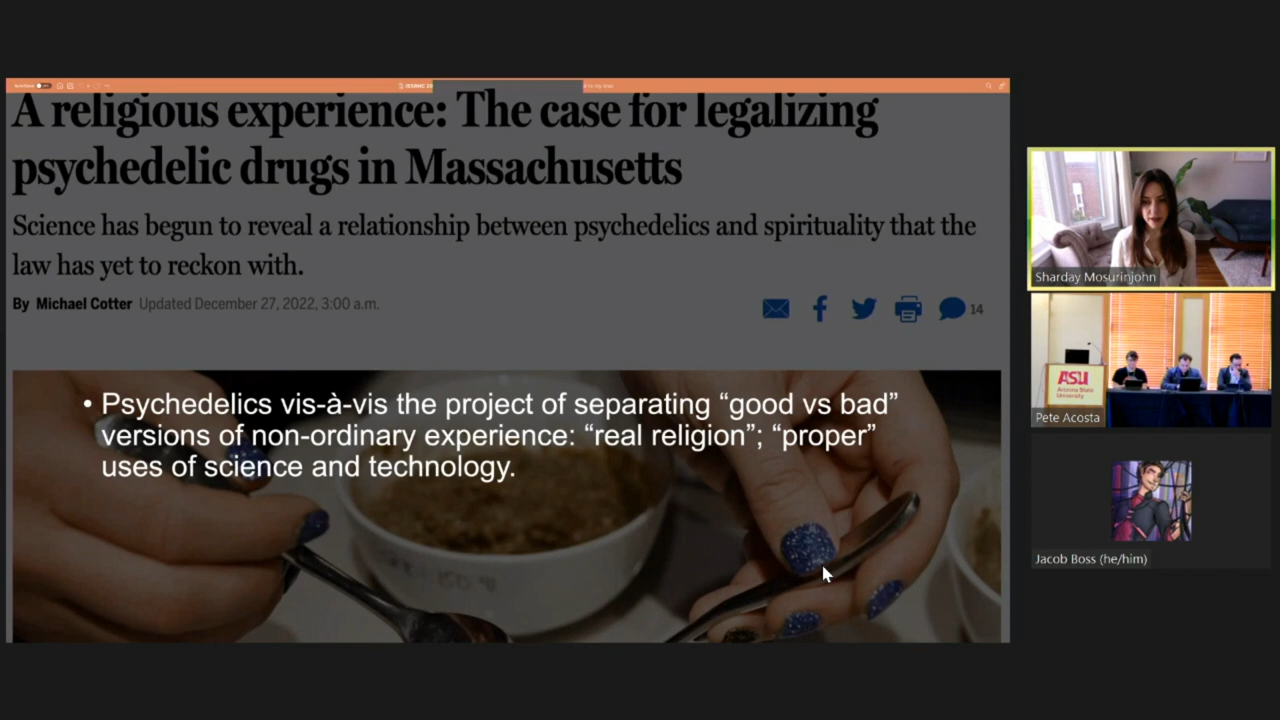 ISSRNC 20
A religious experience: The case for legalizing
psychedelic drugs in Massachusetts
Science has begun to reveal a relationship between psychedelics and spirituality that the
law has yet to reckon with.
By Michael Cotter Updated December 27, 2022, 3:00 a.m.
14
• Psychedelics vis-à-vis the project of separating “good vs bad”
versions of non-ordinary experience: “real religion”; “proper”
uses of science and technology.
Sharday Mosurinjohn
ASU
Arizona State
University
Pete Acosta
Jacob Boss (he/him)